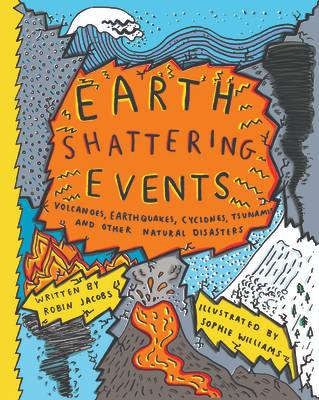 EARTH
SHATTERING
EVENTS
VOLCANOES, EARTHQUAKES, CYCLONES, TSUNAMIS
AND OTHER NATURAL DISASTERS
WRITTEN BY
ROBIN JACOBS
ILLUSTRATED BY
SOPHIE WILLIAMS